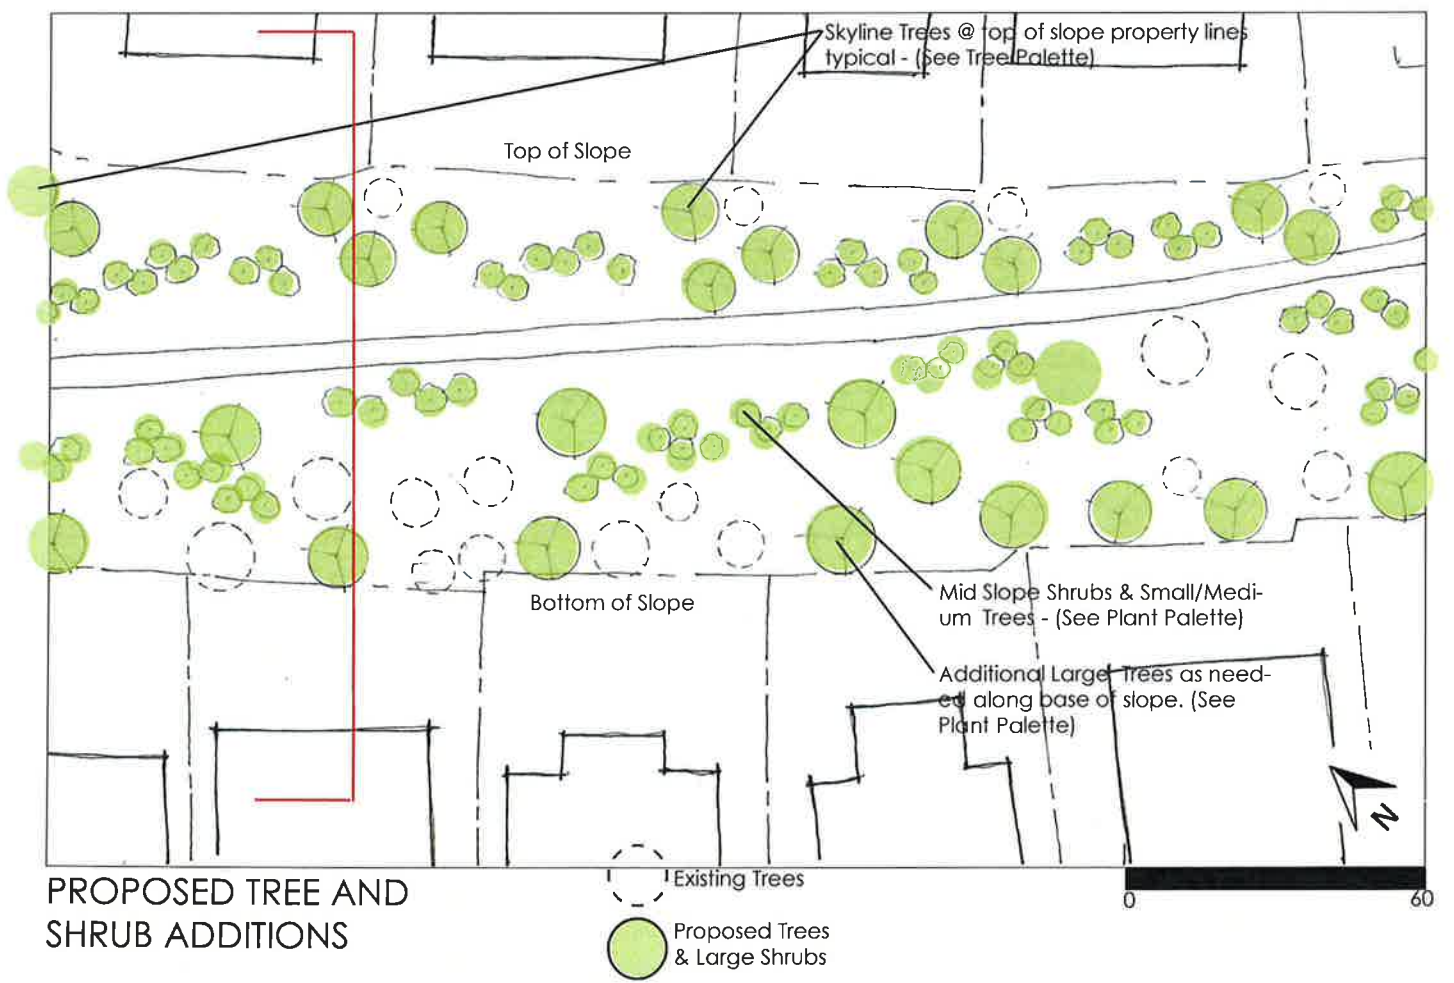 Skyline Trees @ top of slope property lines
typical - (See Tree Palette)
Top of Slope
Bottom of Slope
Mid Slope Shrubs & Small/Medi-
um Trees - (See Plant Palette)
Additional Large Trees as need-
ed along base of slope. (See
Plant Palette)
N
PROPOSED TREE AND
SHRUB ADDITIONS
Existing Trees
Proposed Trees
& Large Shrubs
0 60